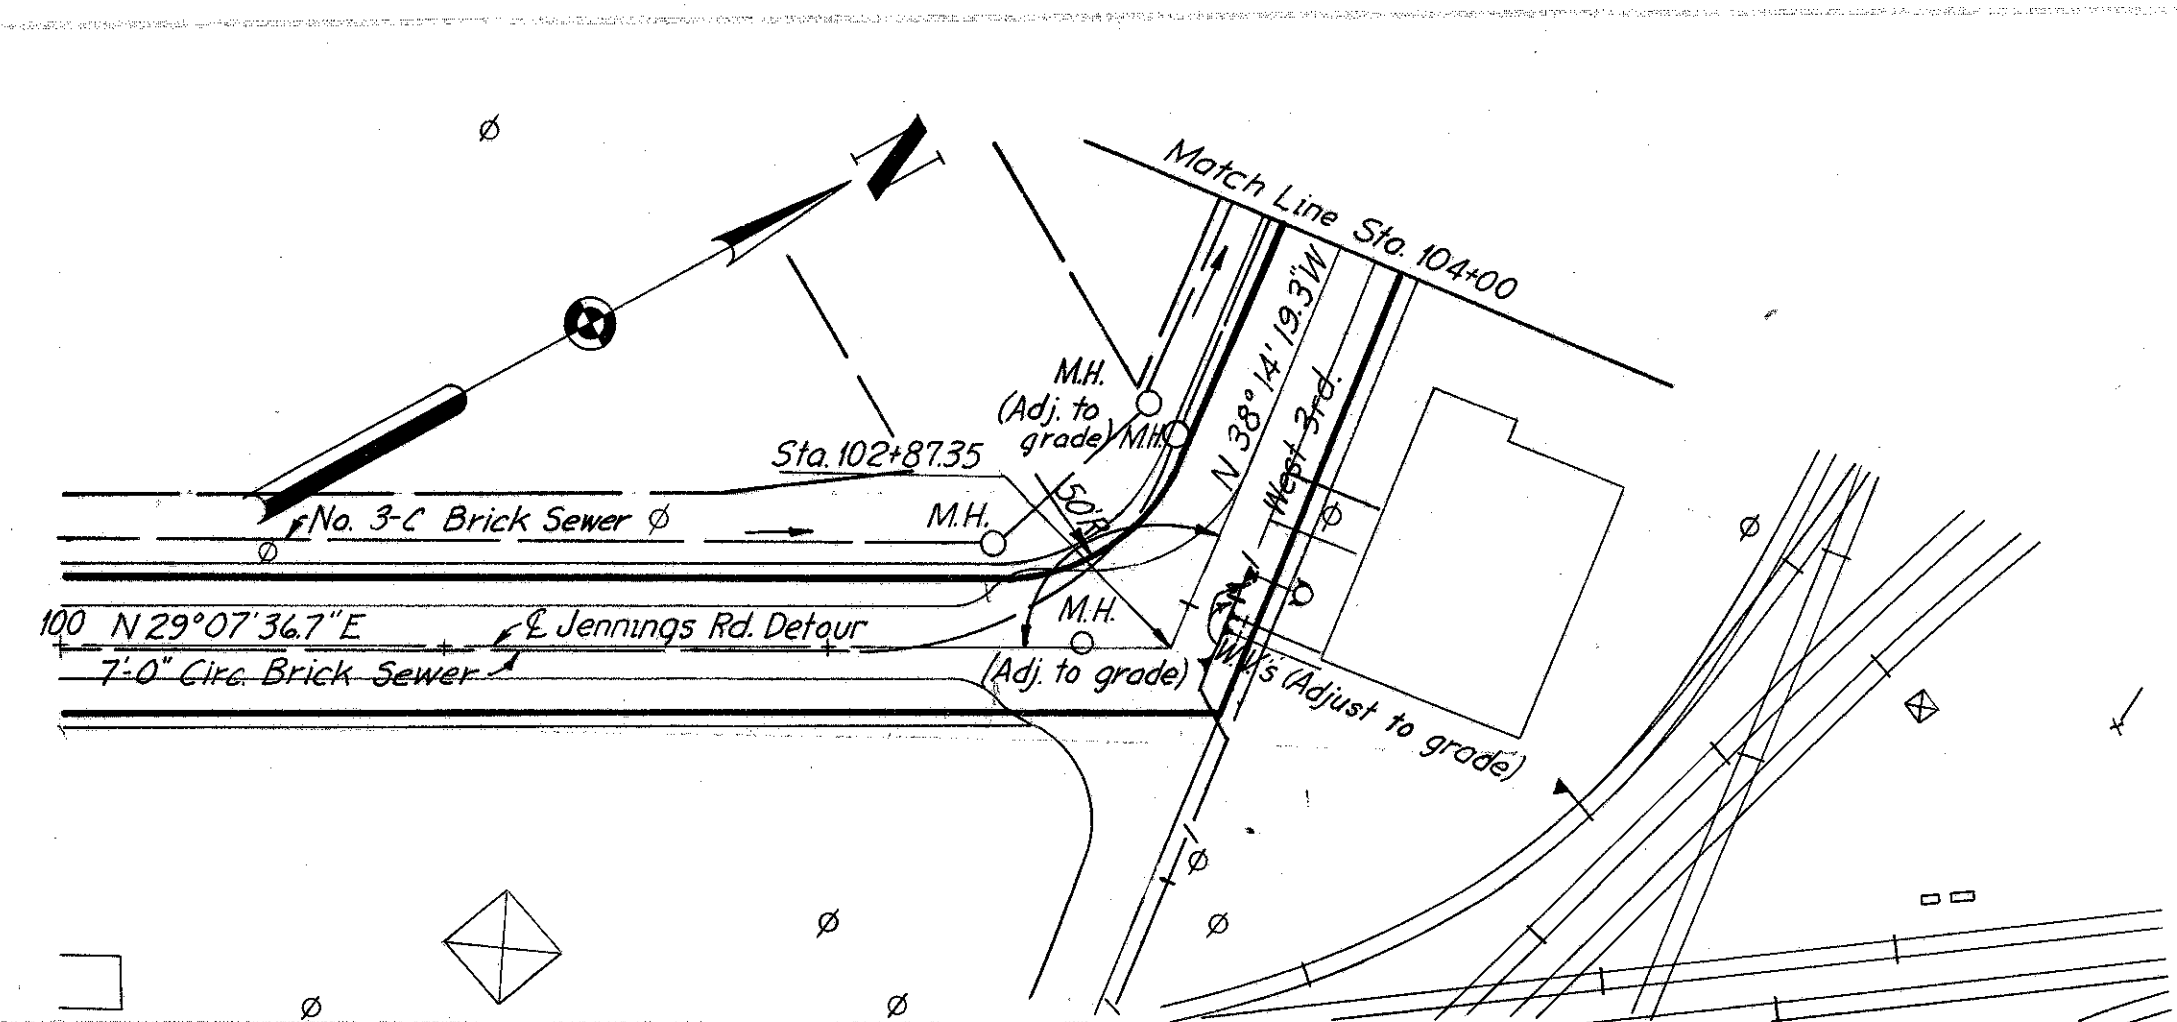 N
Match Line Sta. 104+00
N 38° 14' 19.3" W
West 3rd.
M.H.
(Adj. to
grade)
M.H.
Sta. 102+87.35
50'R
No. 3-C Brick Sewer
M.H.
100 N 29° 07' 36.7" E
℄ Jennings Rd. Detour
M.H.
(Adj. to grade)
7'-0" Circ. Brick Sewer
W.V.'s (Adjust to grade)